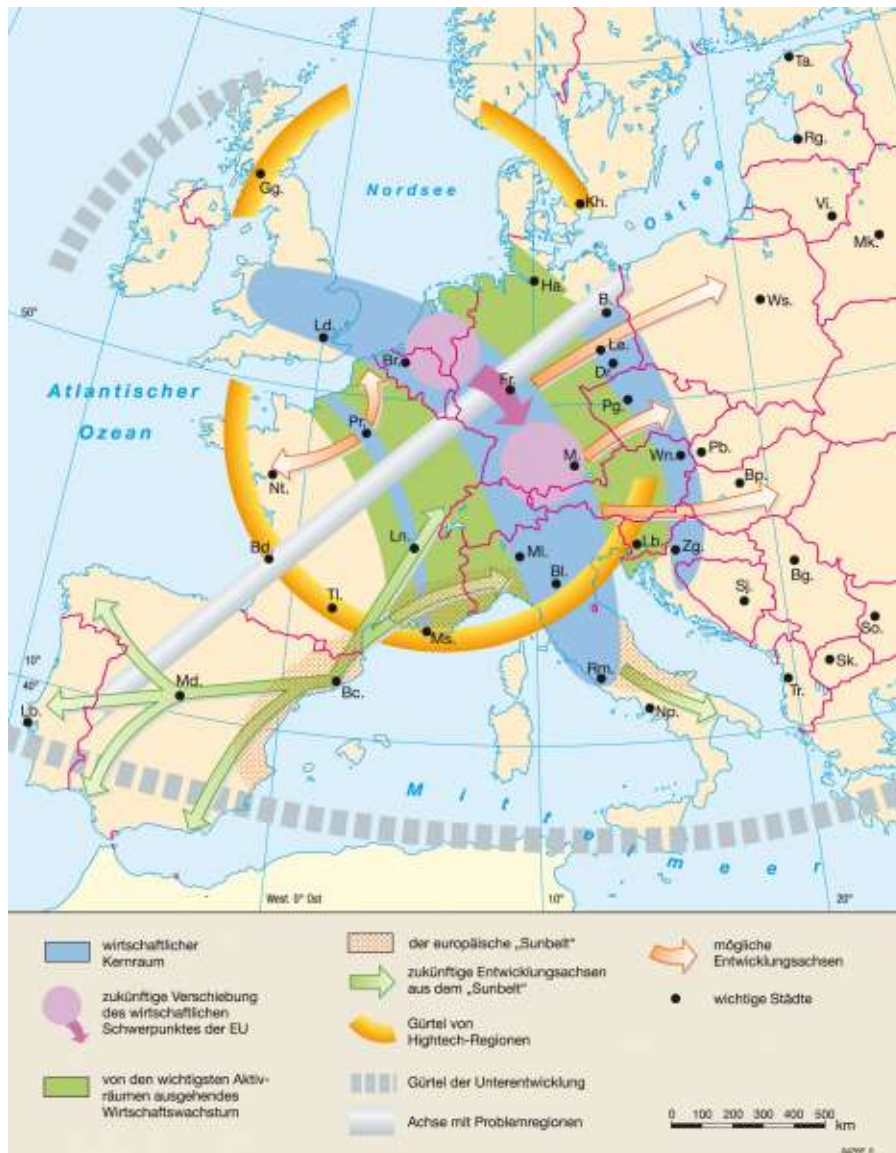 Ta.
Rg.
Gg.
Nordsee
Kh.
Ostsee
Vi.
Mk.
50°
Ha.
B.
Ws.
Ld.
Br.
Le.
D.
Fr.
Atlantischer
Ozean
Pg.
Pr.
M.
Wn.
Pb.
Nt.
Bp.
Bd.
Ln.
Ml.
Lb.
Zg.
Bl.
Bg.
Tl.
Sj.
So.
Ms.
10°
40°
Md.
Bc.
Rm.
Sk.
Tr.
Lb.
Np.
Mittelmeer
West. 0° Ost
10°
20°
wirtschaftlicher
Kernraum
zukünftige Verschiebung
des wirtschaftlichen
Schwerpunktes der EU
von den wichtigsten Aktiv-
räumen ausgehendes
Wirtschaftswachstum
der europäische „Sunbelt“
zukünftige Entwicklungsachsen
aus dem „Sunbelt“
Gürtel von
Hightech-Regionen
Gürtel der Unterentwicklung
Achse mit Problemregionen
mögliche
Entwicklungsachsen
wichtige Städte
0 100 200 300 400 500 km